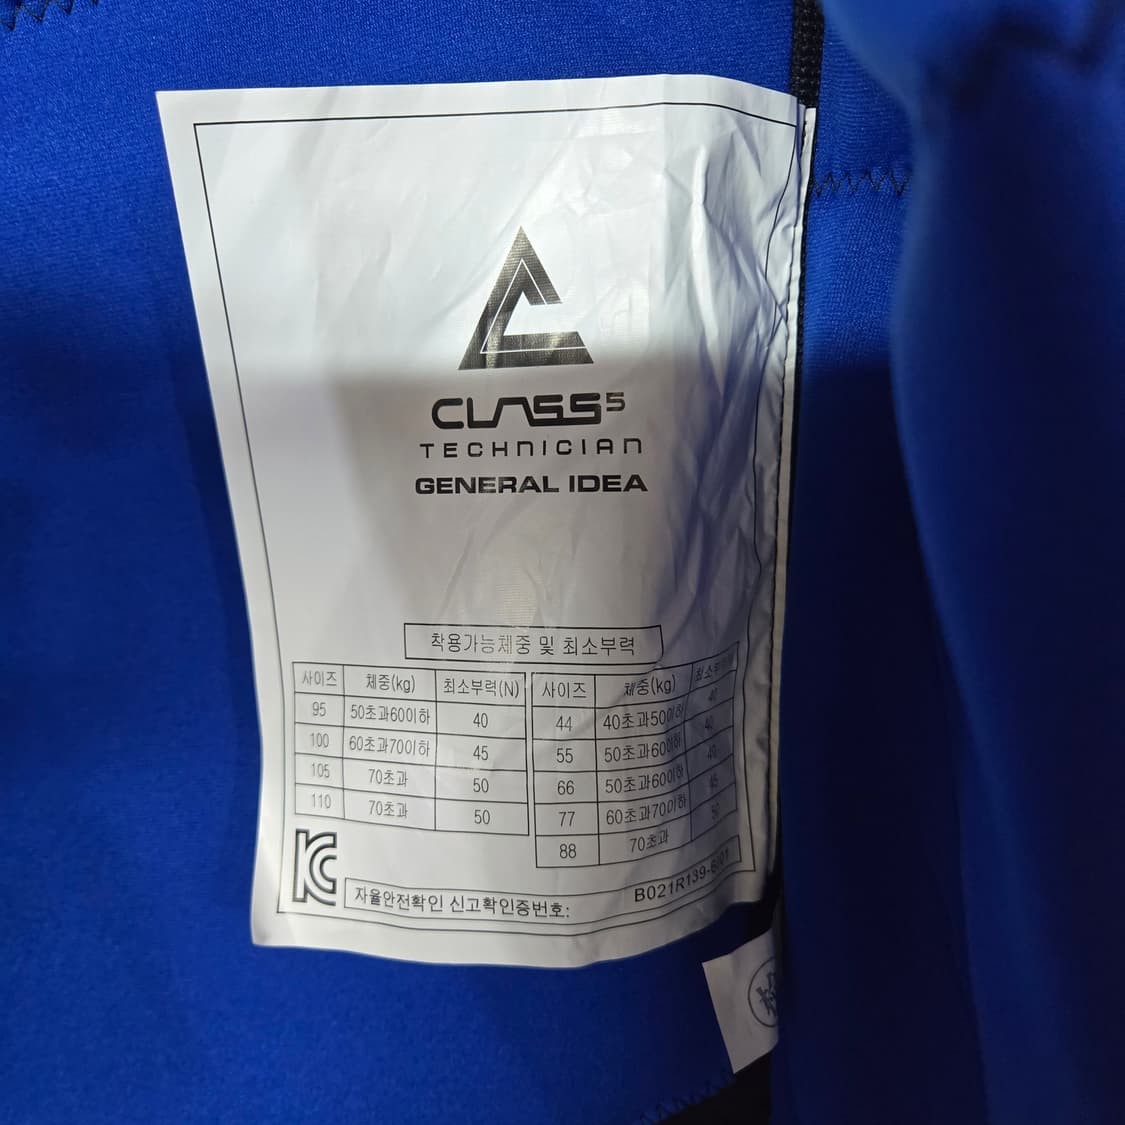 CLASS5
TECHNICIAN
GENERAL IDEA
착용가능체중 및 최소부력
사이즈 체중(kg) 최소부력(N)
95 50초과60이하 40
100 60초과70이하 45
105 70초과 50
110 70초과 50
사이즈 체중(kg)
44 40초과50이하 40
55 50초과60이하 40
66 50초과60이하 40
77 60초과70이하 45
88 70초과 50
자율안전확인 신고확인증번호: